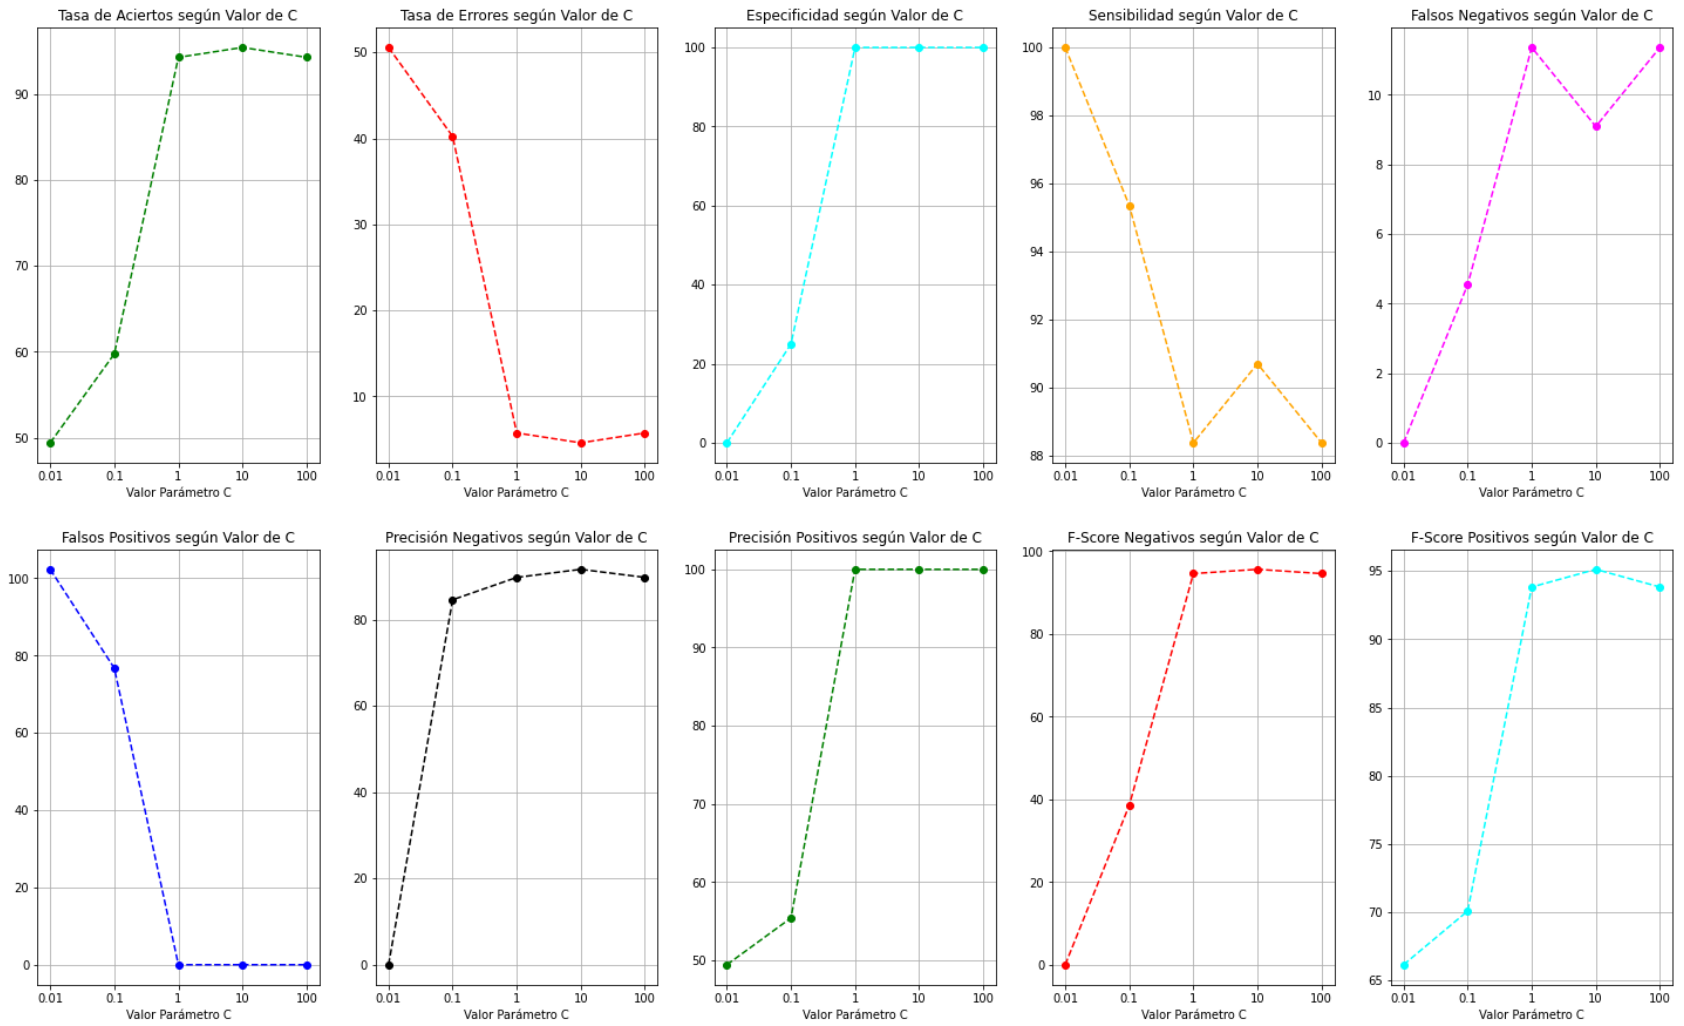 Tasa de Aciertos según Valor de C
90
80
70
60
50
0.01 0.1 1 10 100
Valor Parámetro C
Tasa de Errores según Valor de C
50
40
30
20
10
0.01 0.1 1 10 100
Valor Parámetro C
Especificidad según Valor de C
100
80
60
40
20
0
0.01 0.1 1 10 100
Valor Parámetro C
Sensibilidad según Valor de C
100
98
96
94
92
90
88
0.01 0.1 1 10 100
Valor Parámetro C
Falsos Negativos según Valor de C
10
8
6
4
2
0
0.01 0.1 1 10 100
Valor Parámetro C
Falsos Positivos según Valor de C
100
80
60
40
20
0
0.01 0.1 1 10 100
Valor Parámetro C
Precisión Negativos según Valor de C
80
60
40
20
0
0.01 0.1 1 10 100
Valor Parámetro C
Precisión Positivos según Valor de C
100
90
80
70
60
50
0.01 0.1 1 10 100
Valor Parámetro C
F-Score Negativos según Valor de C
100
80
60
40
20
0
0.01 0.1 1 10 100
Valor Parámetro C
F-Score Positivos según Valor de C
95
90
85
80
75
70
65
0.01 0.1 1 10 100
Valor Parámetro C